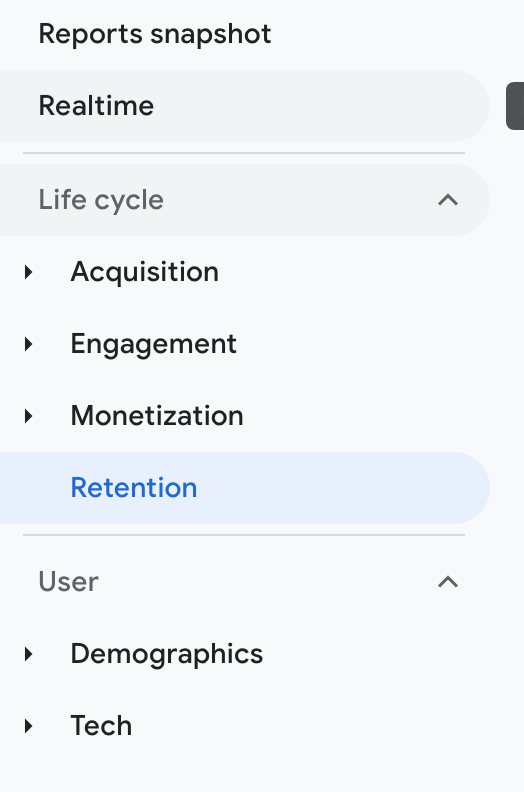 Reports snapshot
Realtime
Life cycle
Acquisition
Engagement
Monetization
Retention
User
Demographics
Tech